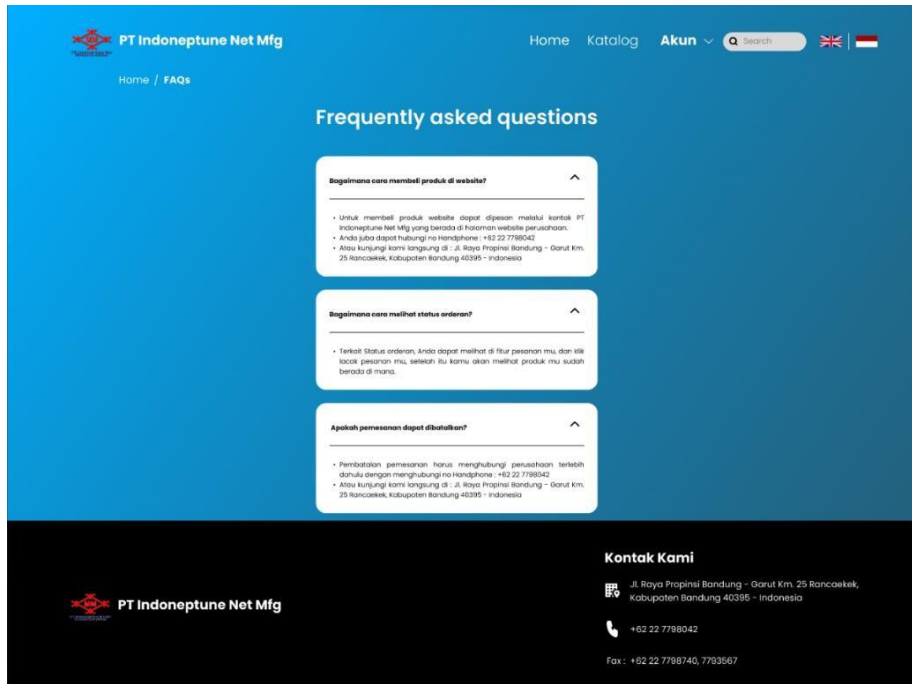 PT Indoneptune Net Mfg
Home Katalog Akun Search
Home / FAQs
Frequently asked questions
Bagaimana cara membeli produk di website?
• Untuk membeli produk website dapat dipesan melalui kontak PT
Indoneptune Net Mfg yang berada di halaman website perusahaan.
• Anda juba dapat hubungi no Handphone : +62 22 7798042
• Atau kunjungi kami langsung di : Jl. Raya Propinsi Bandung - Garut Km.
25 Rancaekek, Kabupaten Bandung 40395 - Indonesia
Bagaimana cara melihat status orderan?
• Terkait Status orderan, Anda dapat melihat di fitur pesanan mu, dan klik
lacak pesanan mu, setelah itu kamu akan melihat produk mu sudah
berada di mana.
Apakah pemesanan dapat dibatalkan?
• Pembatalan pemesanan harus menghubungi perusahaan terlebih
dahulu dengan menghubungi no Handphone : +62 22 7798042
• Atau kunjungi kami langsung di : Jl. Raya Propinsi Bandung - Garut Km.
25 Rancaekek, Kabupaten Bandung 40395 - Indonesia
PT Indoneptune Net Mfg
Kontak Kami
Jl. Raya Propinsi Bandung - Garut Km. 25 Rancaekek,
Kabupaten Bandung 40395 - Indonesia
+62 22 7798042
Fax : +62 22 7798740, 7793567